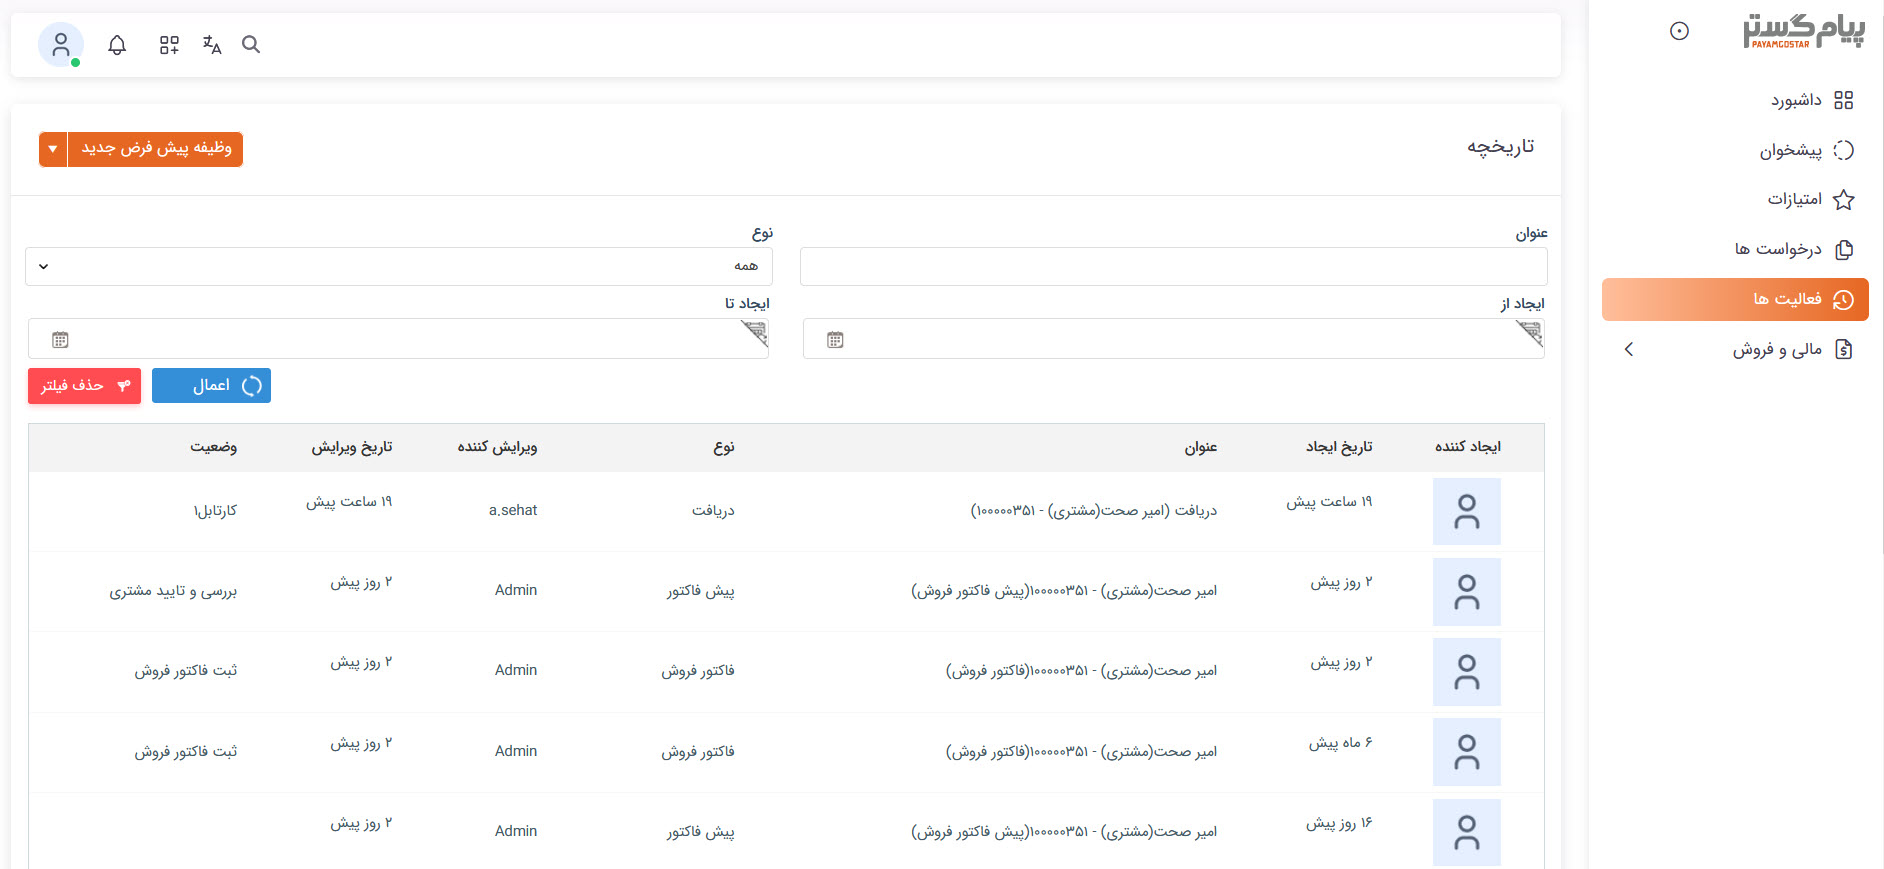 پیام گستر
PAYAMGOSTAR
داشبورد
پیشخوان
امتیازات
درخواست ها
فعالیت ها
مالی و فروش
تاریخچه
وظیفه پیش فرض جدید
عنوان
نوع
همه
ایجاد از
ایجاد تا
اعمال
حذف فیلتر
ایجاد کننده تاریخ ایجاد عنوان نوع ویرایش کننده تاریخ ویرایش وضعیت
۱۹ ساعت پیش دریافت (امیر صحت(مشتری) - ۱۰۰۰۰۰۳۵۱) دریافت a.sehat ۱۹ ساعت پیش کارتابل۱
۲ روز پیش امیر صحت(مشتری) - ۱۰۰۰۰۰۳۵۱(پیش فاکتور فروش) پیش فاکتور Admin ۲ روز پیش بررسی و تایید مشتری
۲ روز پیش امیر صحت(مشتری) - ۱۰۰۰۰۰۳۵۱(فاکتور فروش) فاکتور فروش Admin ۲ روز پیش ثبت فاکتور فروش
۶ ماه پیش امیر صحت(مشتری) - ۱۰۰۰۰۰۳۵۱(فاکتور فروش) فاکتور فروش Admin ۲ روز پیش ثبت فاکتور فروش
۱۶ روز پیش امیر صحت(مشتری) - ۱۰۰۰۰۰۳۵۱(پیش فاکتور فروش) پیش فاکتور Admin ۲ روز پیش